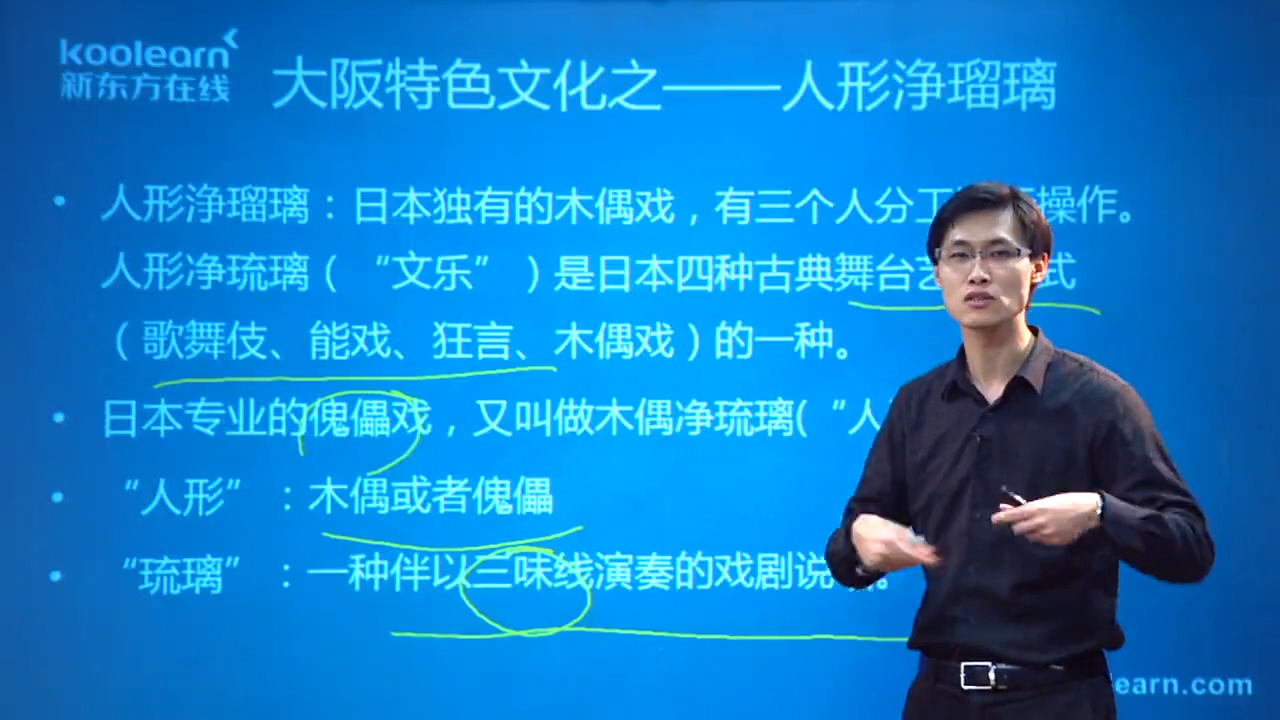 koolearn
新东方在线
大阪特色文化之——人形浄瑠璃
• 人形浄瑠璃：日本独有的木偶戏，有三个人分工 操作。
人形净琉璃（“文乐”）是日本四种古典舞台艺 式
（歌舞伎、能戏、狂言、木偶戏）的一种。
• 日本专业的傀儡戏，又叫做木偶净琉璃(“人
• “人形”：木偶或者傀儡
• “琉璃”：一种伴以三味线演奏的戏剧说 。
earn.com